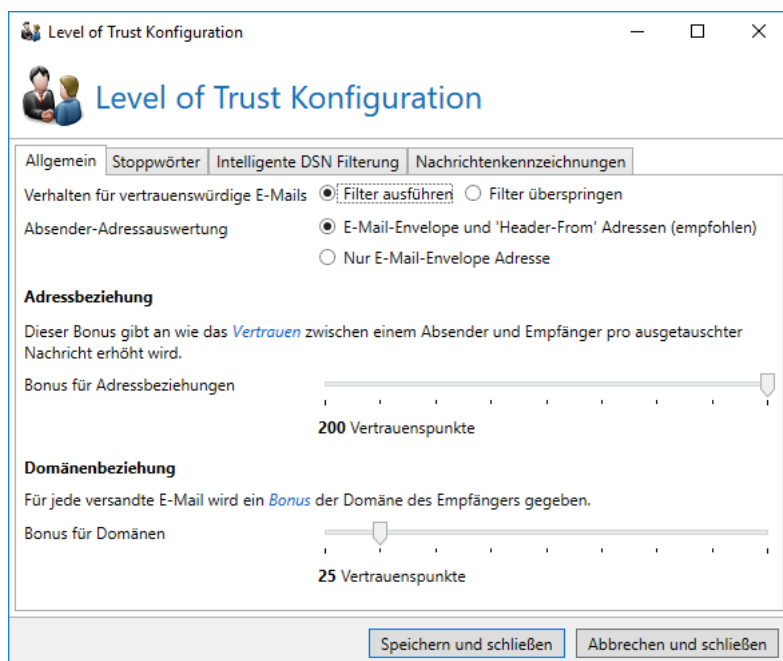 Level of Trust Konfiguration
Level of Trust Konfiguration
Allgemein Stoppwörter Intelligente DSN Filterung Nachrichtenkennzeichnungen
Verhalten für vertrauenswürdige E-Mails Filter ausführen Filter überspringen
Absender-Adressauswertung E-Mail-Envelope und 'Header-From' Adressen (empfohlen)
Nur E-Mail-Envelope Adresse
Adressbeziehung
Dieser Bonus gibt an wie das Vertrauen zwischen einem Absender und Empfänger pro ausgetauschter
Nachricht erhöht wird.
Bonus für Adressbeziehungen
200 Vertrauenspunkte
Domänenbeziehung
Für jede versandte E-Mail wird ein Bonus der Domäne des Empfängers gegeben.
Bonus für Domänen
25 Vertrauenspunkte
Speichern und schließen Abbrechen und schließen